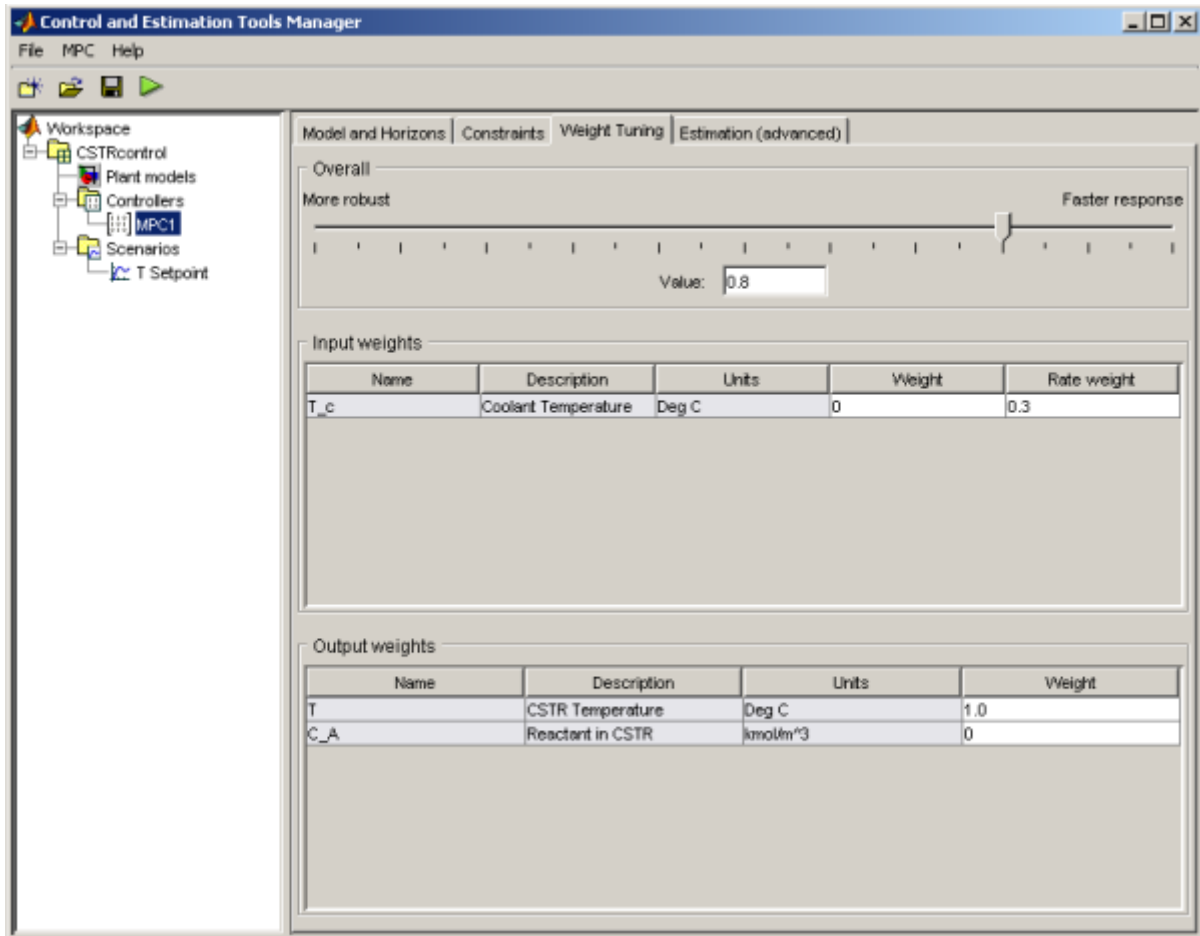 Control and Estimation Tools Manager
File MPC Help
Workspace
CSTRcontrol
Plant models
Controllers
MPC1
Scenarios
T Setpoint
Model and Horizons Constraints Weight Tuning Estimation (advanced)
Overall
More robust Faster response
Value: 0.8
Input weights
Name Description Units Weight Rate weight
T_c Coolant Temperature Deg C 0 0.3
Output weights
Name Description Units Weight
T CSTR Temperature Deg C 1.0
C_A Reactant in CSTR kmol/m^3 0